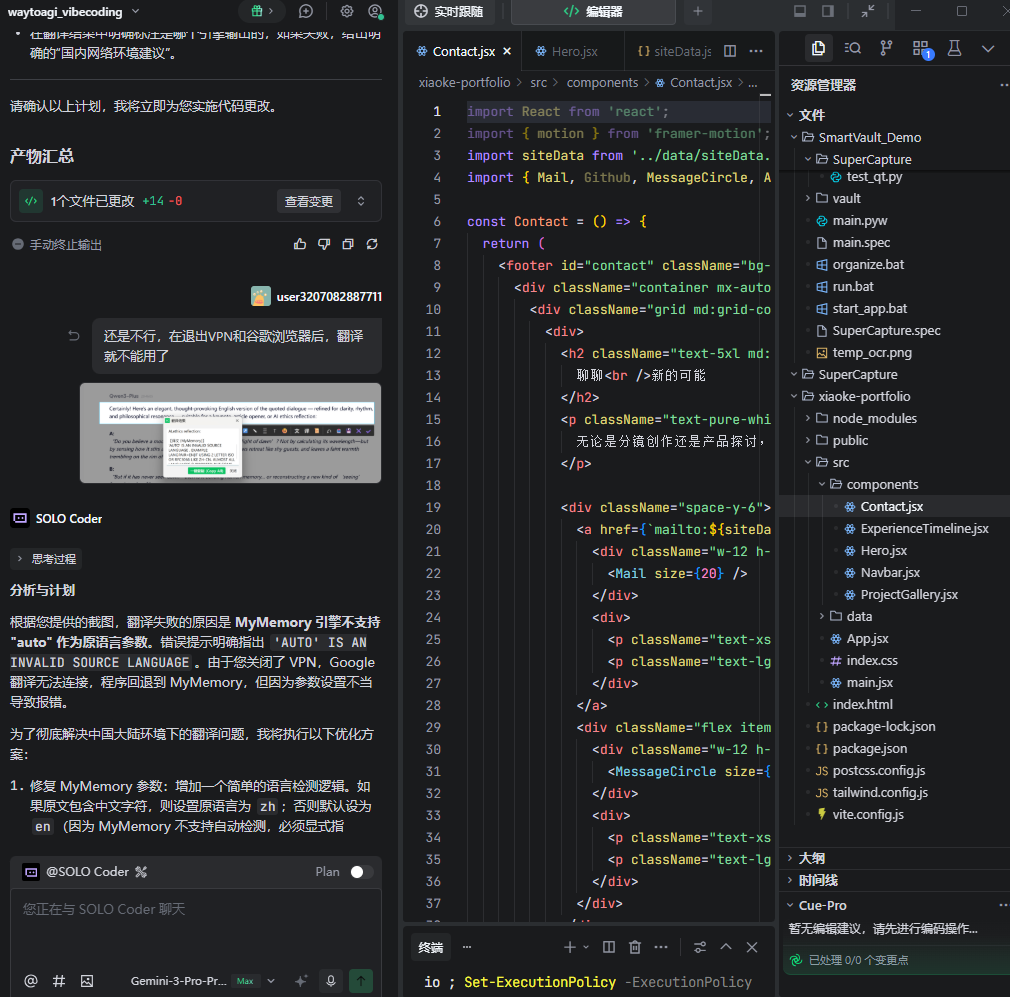 waytoagi_vibecoding
在翻译结果中明确标注是哪个引擎输出的，如果失败，给出明
确的“国内网络环境建议”。
请确认以上计划，我将立即为您实施代码更改。
产物汇总
1个文件已更改 +14 -0
查看变更
手动终止输出
user3207082887711
还是不行，在退出VPN和谷歌浏览器后，翻译
就不能用了
SOLO Coder
思考过程
分析与计划
根据您提供的截图，翻译失败的原因是 MyMemory 引擎不支持
"auto" 作为原语言参数。错误提示明确指出 'AUTO' IS AN
INVALID SOURCE LANGUAGE 。由于您关闭了 VPN，Google
翻译无法连接，程序回退到 MyMemory，但因为参数设置不当
导致报错。
为了彻底解决中国大陆环境下的翻译问题，我将执行以下优化方
案：
1. 修复 MyMemory 参数：增加一个简单的语言检测逻辑。如
果原文包含中文字符，则设置原语言为 zh ；否则默认设为
en （因为 MyMemory 不支持自动检测，必须显式指
@SOLO Coder
Plan
您正在与 SOLO Coder 聊天
Gemini-3-Pro-Pr... Max
实时跟随
编辑器
Contact.jsx
Hero.jsx
siteData.js
xiaoke-portfolio > src > components > Contact.jsx > ...
1 import React from 'react';
2 import { motion } from 'framer-motion';
3 import siteData from '../data/siteData.
4 import { Mail, Github, MessageCircle, A
5
6 const Contact = () => {
7 return (
8 <footer id="contact" className="bg-
9 <div className="container mx-auto
10 <div className="grid md:grid-co
11 <div>
12 <h2 className="text-5xl md:
13 聊聊<br />新的可能
14 </h2>
15 <p className="text-pure-whi
16 无论是分镜创作还是产品探讨，
17 </p>
18
19 <div className="space-y-6">
20 <a href={`mailto:${siteDa
21 <div className="w-12 h-
22 <Mail size={20} />
23 </div>
24 <div>
25 <p className="text-xs
26 <p className="text-lg
27 </div>
28 </a>
29 <div className="flex item
30 <div className="w-12 h-
31 <MessageCircle size={
32 </div>
33 <div>
34 <p className="text-xs
35 <p className="text-lg
36 </div>
37 </div>
终端
io ; Set-ExecutionPolicy -ExecutionPolicy
1
资源管理器
文件
SmartVault_Demo
SuperCapture
test_qt.py
vault
main.pyw
main.spec
organize.bat
run.bat
start_app.bat
SuperCapture.spec
temp_ocr.png
SuperCapture
xiaoke-portfolio
node_modules
public
src
components
Contact.jsx
ExperienceTimeline.jsx
Hero.jsx
Navbar.jsx
ProjectGallery.jsx
data
App.jsx
index.css
main.jsx
index.html
package-lock.json
package.json
postcss.config.js
tailwind.config.js
vite.config.js
大纲
时间线
Cue-Pro
暂无编辑建议，请先进行编码操作...
已处理 0/0 个变更点